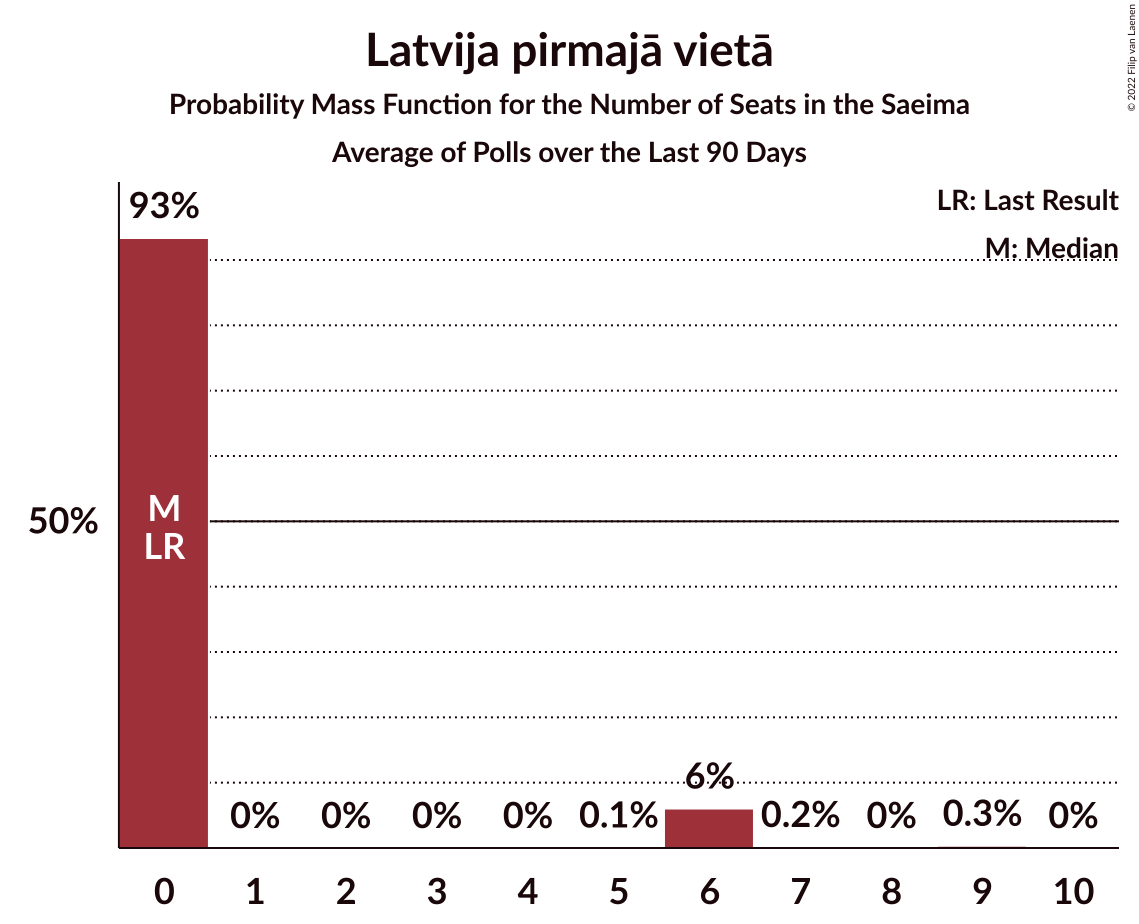 Latvija pirmajā vietā
Probability Mass Function for the Number of Seats in the Saeima
Average of Polls over the Last 90 Days
© 2022 Filip van Laenen
LR: Last Result
M: Median
93%
M
LR
50%
0%
0%
0%
0%
0.1%
6%
0.2%
0%
0.3%
0%
0 1 2 3 4 5 6 7 8 9 10